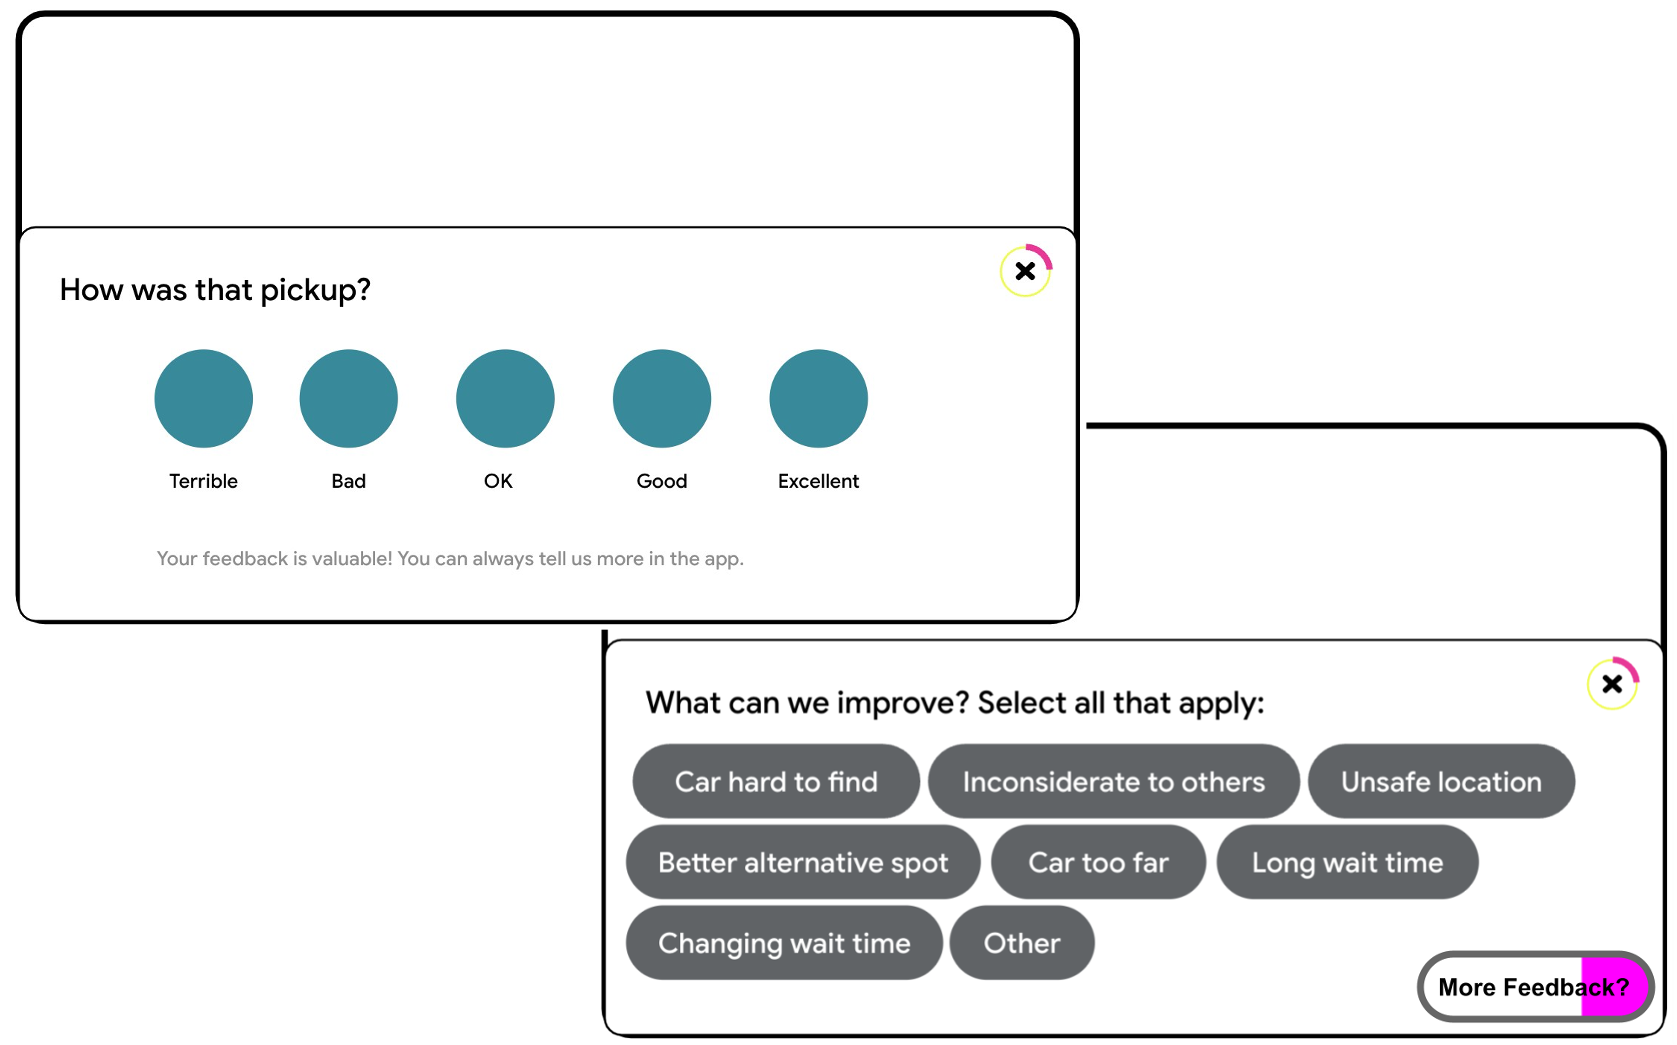 How was that pickup?
Terrible Bad OK Good Excellent
Your feedback is valuable! You can always tell us more in the app.
What can we improve? Select all that apply:
Car hard to find Inconsiderate to others Unsafe location
Better alternative spot Car too far Long wait time
Changing wait time Other
More Feedback?